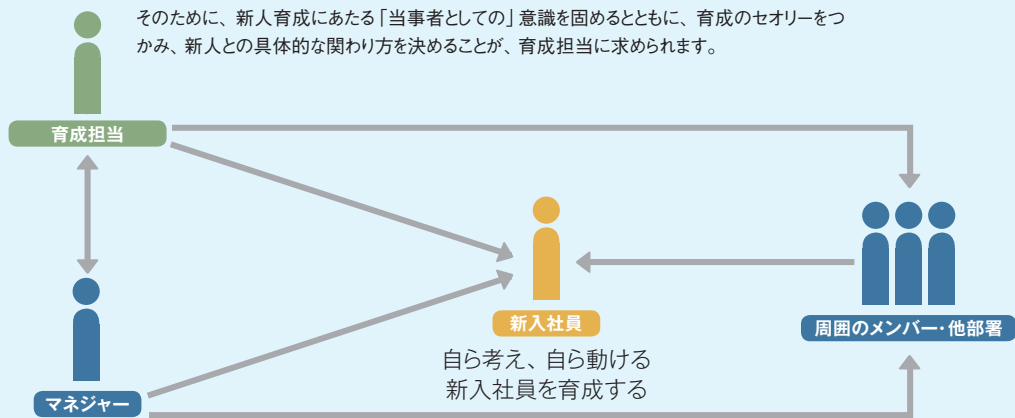 そのために、新人育成にあたる「当事者としての」意識を固めるとともに、育成のセオリーをつ
かみ、新人との具体的な関わり方を決めることが、育成担当に求められます。
育成担当
新入社員
周囲のメンバー・他部署
自ら考え、自ら動ける
新入社員を育成する
マネジャー